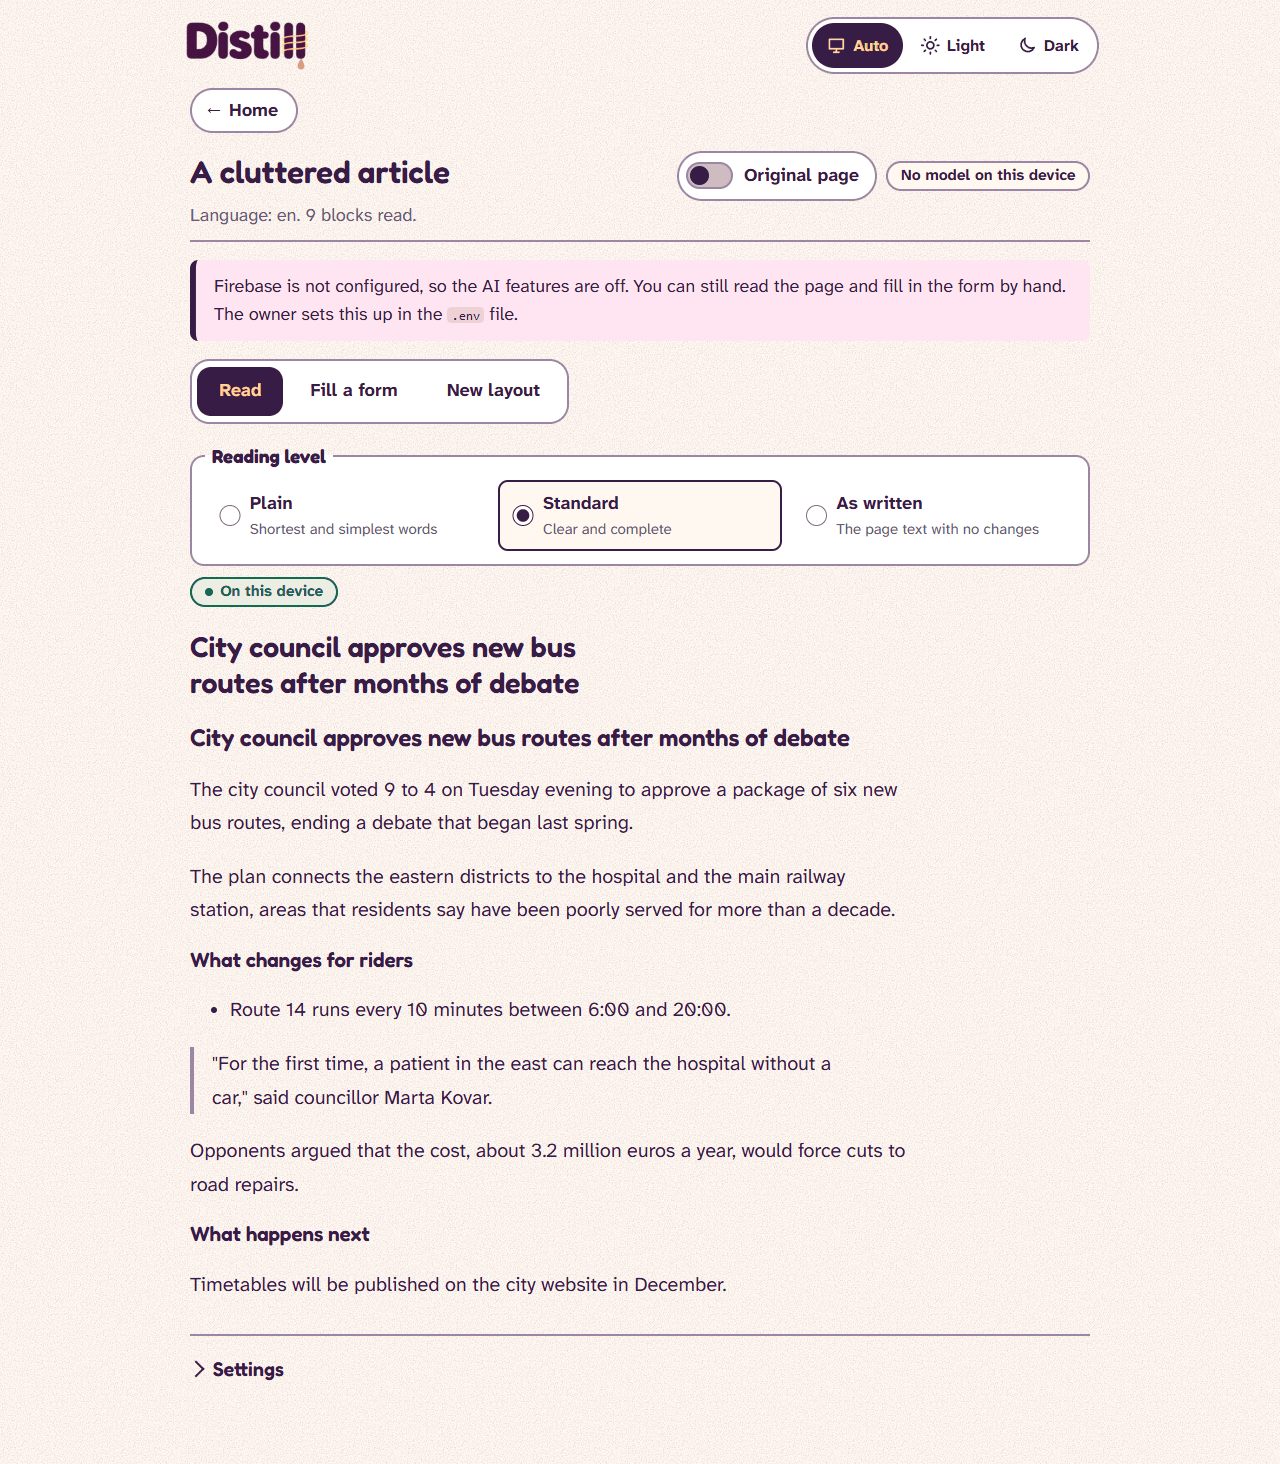 Distill
Auto
Light
Dark
← Home
A cluttered article
Original page
No model on this device
Language: en. 9 blocks read.
Firebase is not configured, so the AI features are off. You can still read the page and fill in the form by hand.
The owner sets this up in the .env file.
Read
Fill a form
New layout
Reading level
Plain
Shortest and simplest words
Standard
Clear and complete
As written
The page text with no changes
On this device
City council approves new bus
routes after months of debate
City council approves new bus routes after months of debate
The city council voted 9 to 4 on Tuesday evening to approve a package of six new
bus routes, ending a debate that began last spring.
The plan connects the eastern districts to the hospital and the main railway
station, areas that residents say have been poorly served for more than a decade.
What changes for riders
• Route 14 runs every 10 minutes between 6:00 and 20:00.
"For the first time, a patient in the east can reach the hospital without a
car," said councillor Marta Kovar.
Opponents argued that the cost, about 3.2 million euros a year, would force cuts to
road repairs.
What happens next
Timetables will be published on the city website in December.
Settings